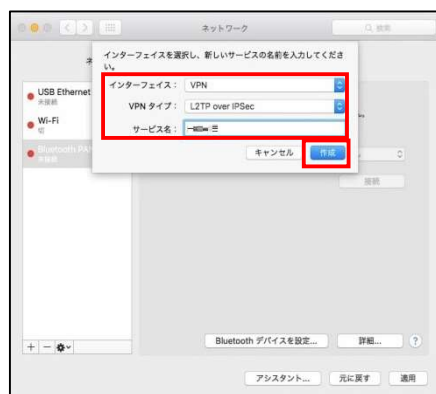 ネットワーク
検索
インターフェイスを選択し、新しいサービスの名前を入力してくださ
い。
インターフェイス： VPN
VPN タイプ： L2TP over IPSec
サービス名：
キャンセル 作成
USB Ethernet
未接続
Wi-Fi
切
Bluetooth PAN
未接続
接続
Bluetooth デバイスを設定... 詳細... ?
アシスタント... 元に戻す 適用